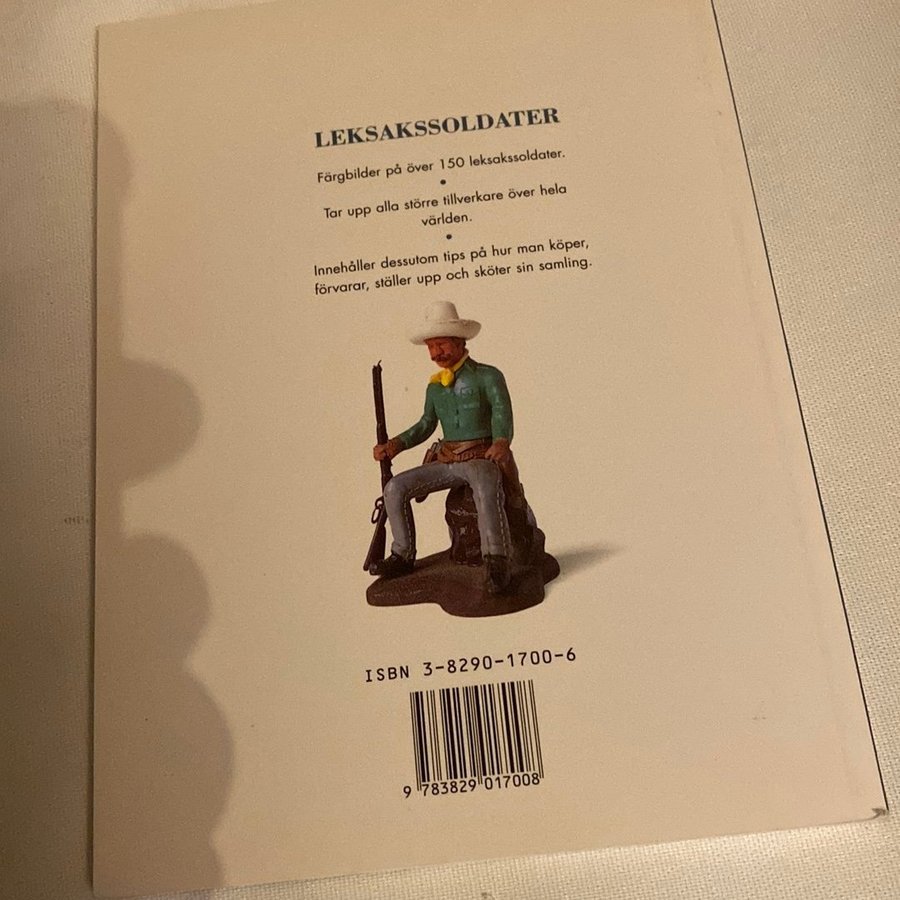 LEKSAKSSOLDATER
Färgbilder på över 150 leksakssoldater.
•
Tar upp alla större tillverkare över hela
världen.
•
Innehåller dessutom tips på hur man köper,
förvarar, ställer upp och sköter sin samling.
ISBN 3-8290-1700-6
9 783829 017008